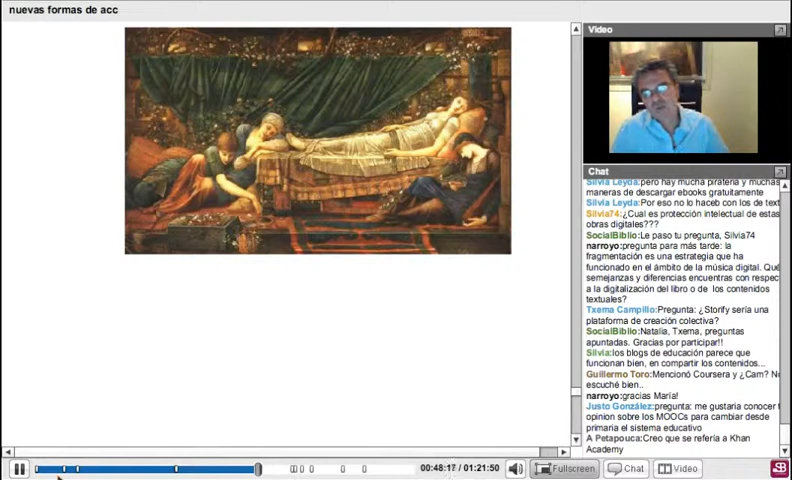 nuevas formas de acc
Video
Chat
Silvia Leyda:pero hay mucha piratería y muchas
maneras de descargar ebooks gratuitamente
Silvia Leyda:Por eso no lo haceb con los de text
Silvia74:¿Cual es protección intelectual de estas
obras digitales???
SocialBiblio:Le paso tu pregunta, Silvia74
narroyo:pregunta para más tarde: la
fragmentación es una estrategia que ha
funcionado en el ámbito de la música digital. Qué
semejanzas y diferencias encuentras con respec
a la digitalización del libro o de los contenidos
textuales?
Txema Campillo:Pregunta: ¿Storify sería una
plataforma de creación colectiva?
SocialBiblio:Natalia, Txema, preguntas
apuntadas. Gracias por participar!!
Silvia:los blogs de educación parece que
funcionan bien, en compartir los contenidos...
Guillermo Toro:Mencionó Coursera y ¿Cam? No
escuché bien..
narroyo:gracias María!
Justo González:pregunta: me gustaria conocer t
opinion sobre los MOOCs para cambiar desde
primaria el sistema educativo
A Petapouca:Creo que se refería a Khan
Academy
00:48:17 / 01:21:50
Fullscreen
Chat
Video
SB